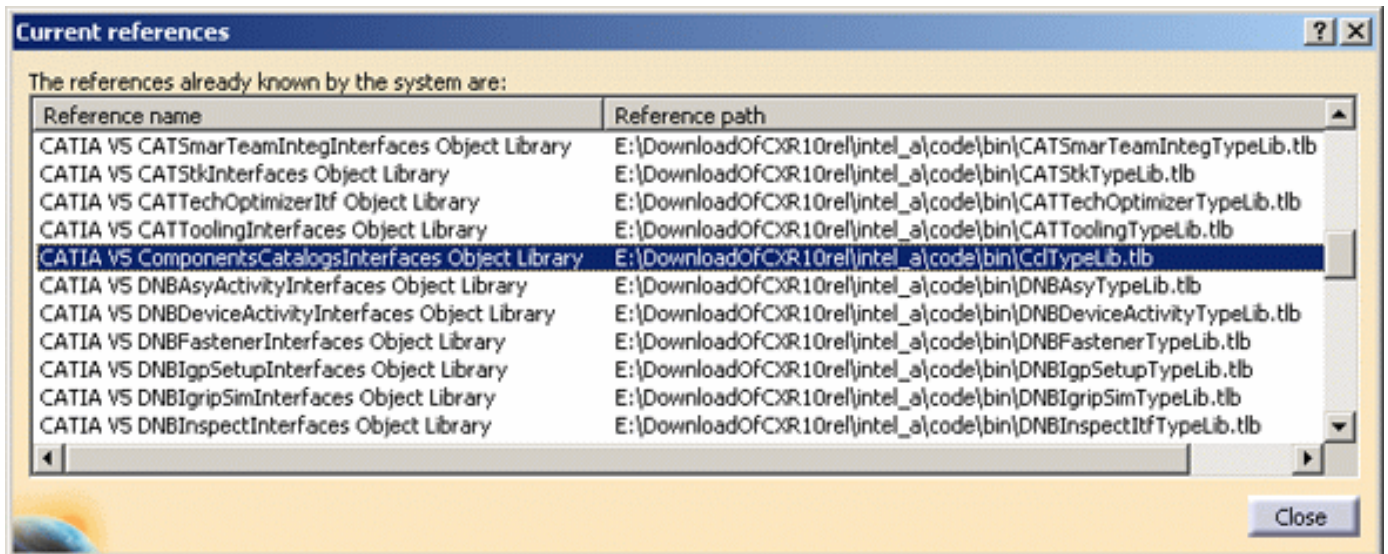 Current references
The references already known by the system are:
Reference name Reference path
CATIA V5 CATSmarTeamIntegInterfaces Object Library E:\DownloadOfCXR10rel\intel_a\code\bin\CATSmarTeamIntegTypeLib.tlb
CATIA V5 CATStkInterfaces Object Library E:\DownloadOfCXR10rel\intel_a\code\bin\CATStkTypeLib.tlb
CATIA V5 CATTechOptimizerItf Object Library E:\DownloadOfCXR10rel\intel_a\code\bin\CATTechOptimizerTypeLib.tlb
CATIA V5 CATToolingInterfaces Object Library E:\DownloadOfCXR10rel\intel_a\code\bin\CATToolingTypeLib.tlb
CATIA V5 ComponentsCatalogsInterfaces Object Library E:\DownloadOfCXR10rel\intel_a\code\bin\CclTypeLib.tlb
CATIA V5 DNBAsyActivityInterfaces Object Library E:\DownloadOfCXR10rel\intel_a\code\bin\DNBAsyTypeLib.tlb
CATIA V5 DNBDeviceActivityInterfaces Object Library E:\DownloadOfCXR10rel\intel_a\code\bin\DNBDeviceActivityTypeLib.tlb
CATIA V5 DNBFastenerInterfaces Object Library E:\DownloadOfCXR10rel\intel_a\code\bin\DNBFastenerTypeLib.tlb
CATIA V5 DNBIgpSetupInterfaces Object Library E:\DownloadOfCXR10rel\intel_a\code\bin\DNBIgpSetupTypeLib.tlb
CATIA V5 DNBIgripSimInterfaces Object Library E:\DownloadOfCXR10rel\intel_a\code\bin\DNBIgripSimTypeLib.tlb
CATIA V5 DNBInspectInterfaces Object Library E:\DownloadOfCXR10rel\intel_a\code\bin\DNBInspectItfTypeLib.tlb
Close